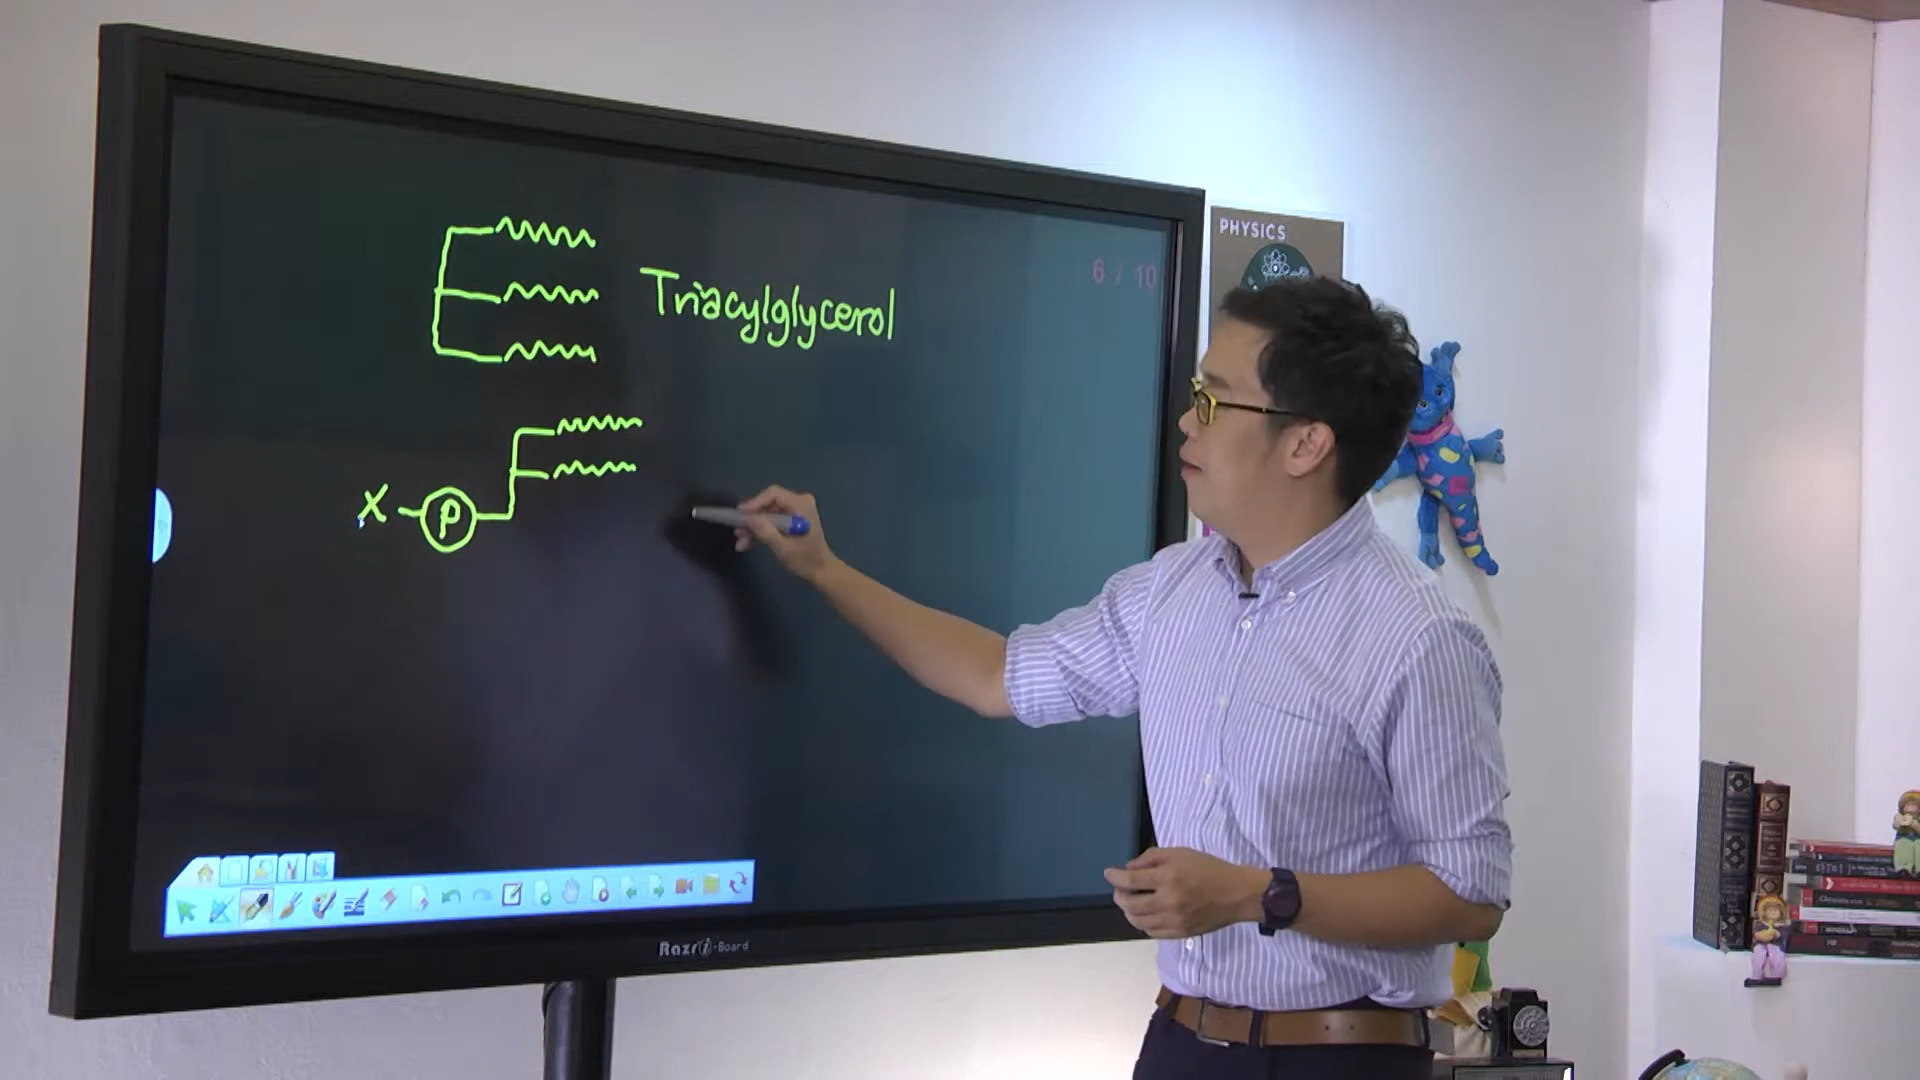 PHYSICS
6 / 10
Triacylglycerol
X
P
Razr i-Board